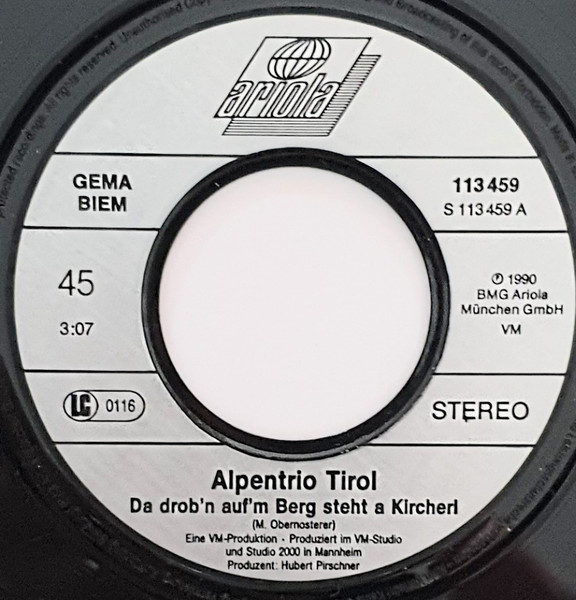 ariola
GEMA
BIEM
113 459
S 113 459 A
45
3:07
℗ 1990
BMG Ariola
München GmbH
VM
LC 0116
STEREO
Alpentrio Tirol
Da drob'n auf'm Berg steht a Kircherl
(M. Obernosterer)
Eine VM-Produktion · Produziert im VM-Studio
und Studio 2000 in Mannheim
Produzent: Hubert Pirschner